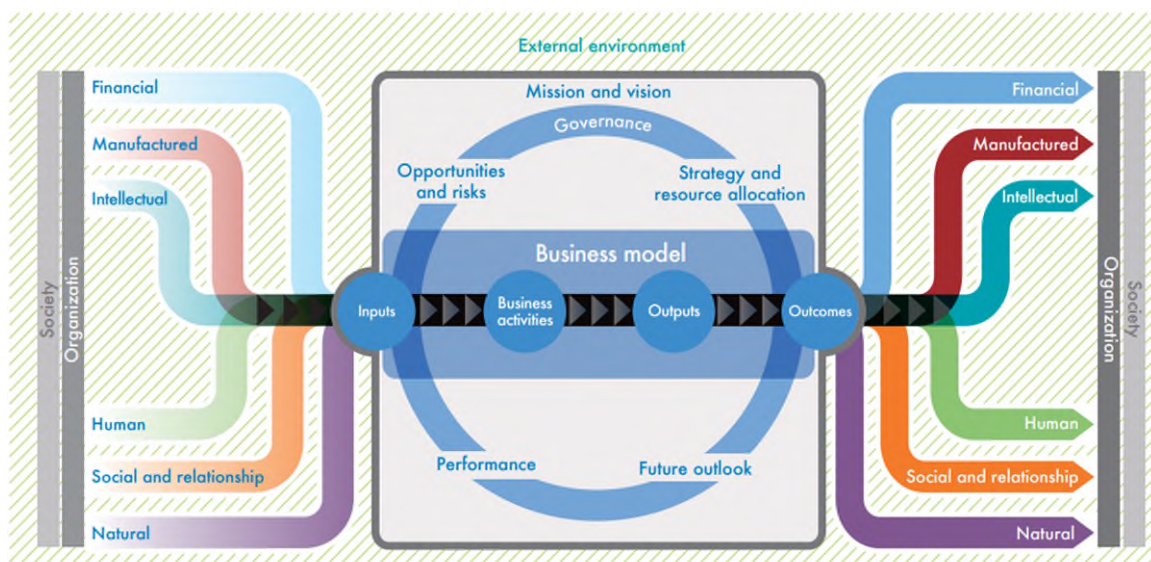 External environment
Society
Organization
Financial
Manufactured
Intellectual
Human
Social and relationship
Natural
Mission and vision
Governance
Opportunities
and risks
Strategy and
resource allocation
Business model
Inputs
Business
activities
Outputs
Outcomes
Performance
Future outlook
Financial
Manufactured
Intellectual
Human
Social and relationship
Natural
Organization
Society